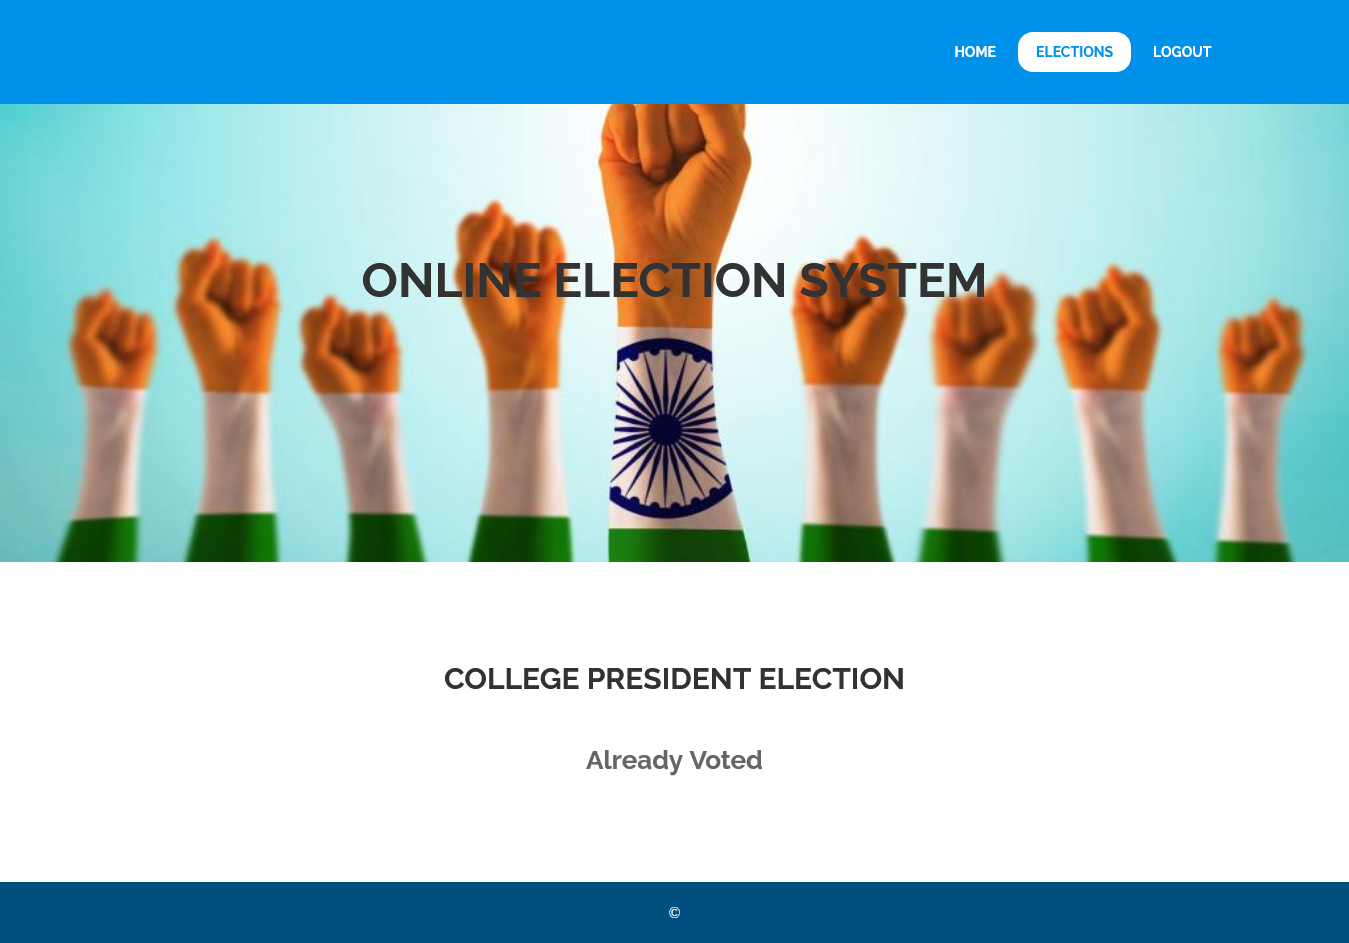 HOME ELECTIONS LOGOUT
ONLINE ELECTION SYSTEM
COLLEGE PRESIDENT ELECTION
Already Voted
©